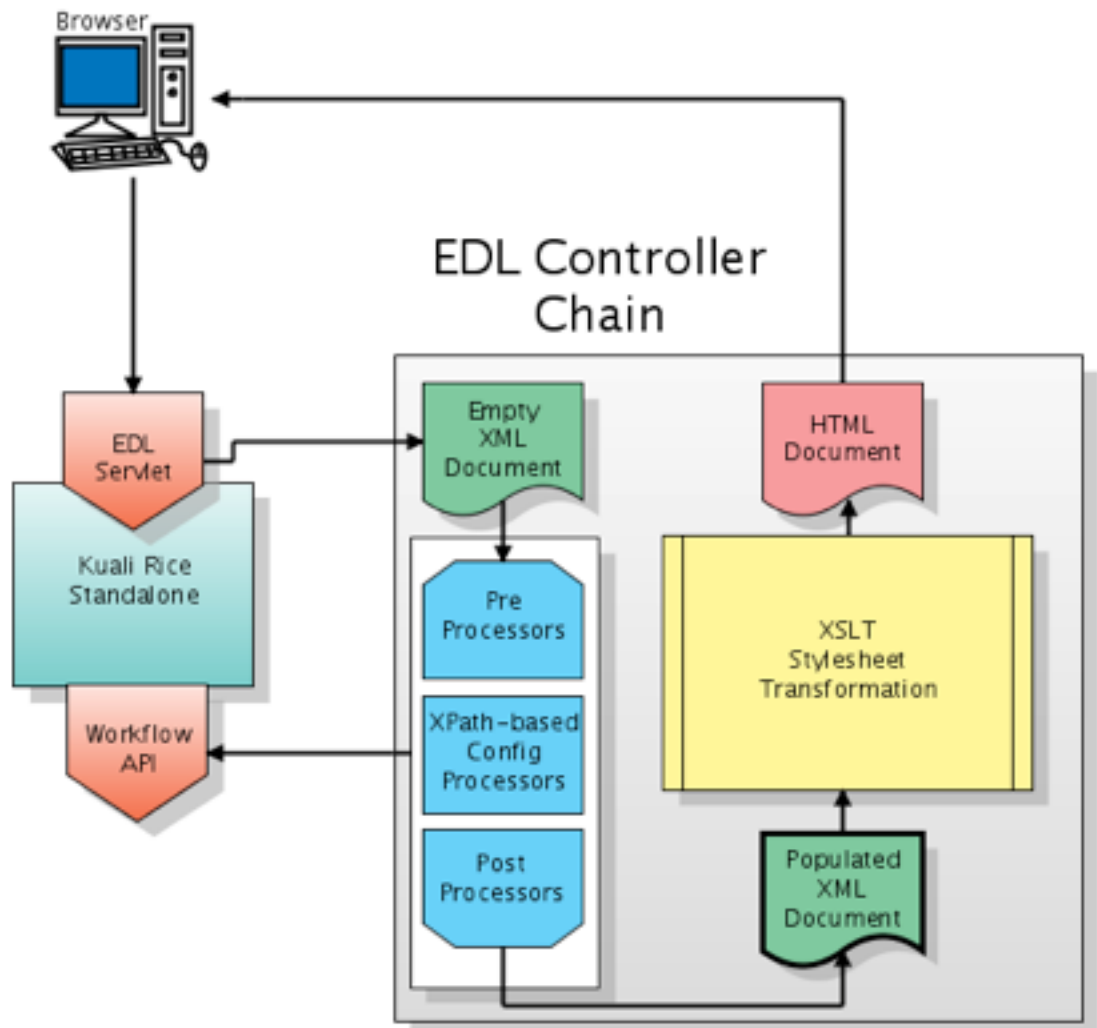 Browser
EDL Controller
Chain
EDL
Servlet
Empty
XML
Document
HTML
Document
Kuali Rice
Standalone
Pre
Processors
XSLT
Stylesheet
Transformation
Workflow
API
XPath-based
Config
Processors
Post
Processors
Populated
XML
Document